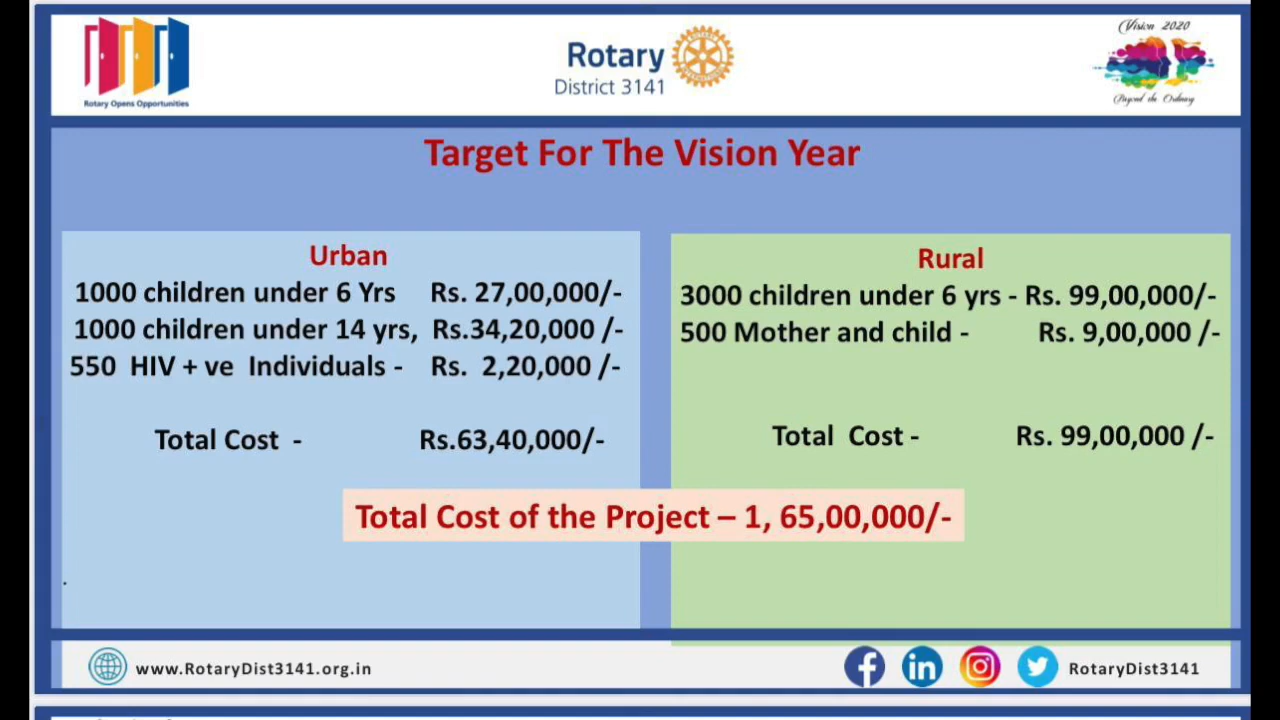 Rotary Opens Opportunities
Rotary
District 3141
Vision 2020
Beyond the Ordinary
Target For The Vision Year
Urban
1000 children under 6 Yrs Rs. 27,00,000/-
1000 children under 14 yrs, Rs.34,20,000 /-
550 HIV + ve Individuals - Rs. 2,20,000 /-
Total Cost - Rs.63,40,000/-
Rural
3000 children under 6 yrs - Rs. 99,00,000/-
500 Mother and child - Rs. 9,00,000 /-
Total Cost - Rs. 99,00,000 /-
Total Cost of the Project – 1, 65,00,000/-
www.RotaryDist3141.org.in
RotaryDist3141